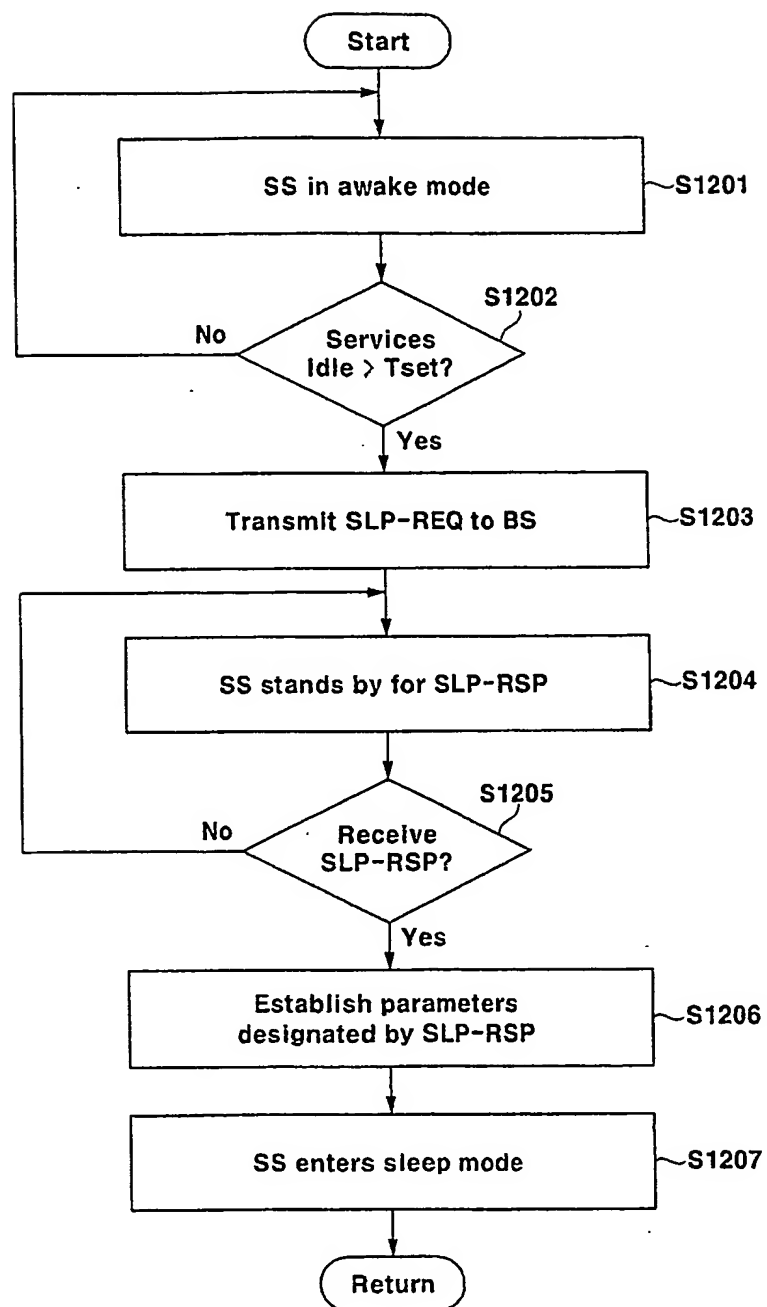 Start
SS in awake mode
S1201
S1202
Services
Idle > Tset?
No
Yes
Transmit SLP-REQ to BS
S1203
SS stands by for SLP-RSP
S1204
S1205
Receive
SLP-RSP?
No
Yes
Establish parameters
designated by SLP-RSP
S1206
SS enters sleep mode
S1207
Return